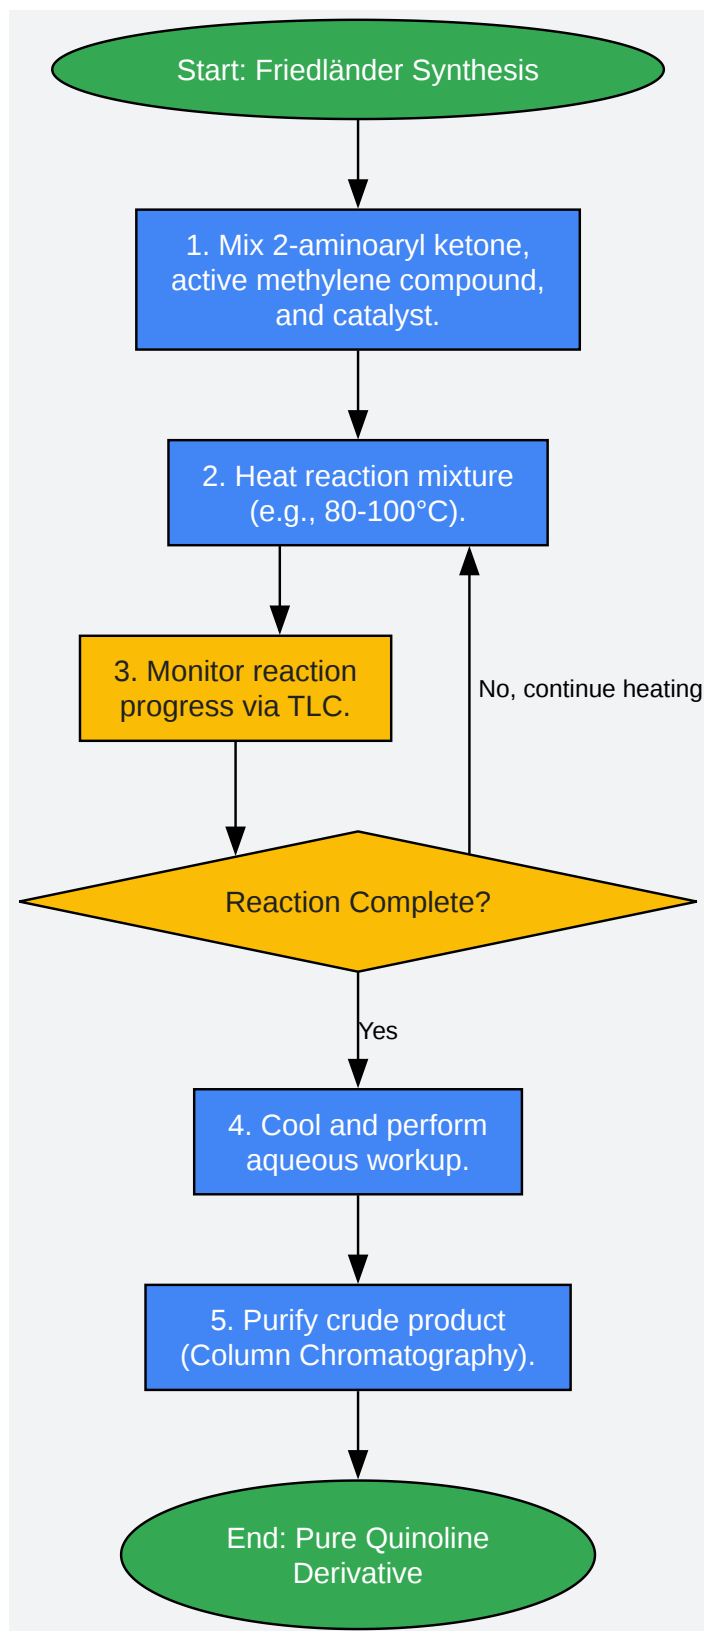 Start: Friedländer Synthesis
1. Mix 2-aminoaryl ketone,
active methylene compound,
and catalyst.
2. Heat reaction mixture
(e.g., 80-100°C).
3. Monitor reaction
progress via TLC.
No, continue heating
Reaction Complete?
Yes
4. Cool and perform
aqueous workup.
5. Purify crude product
(Column Chromatography).
End: Pure Quinoline
Derivative